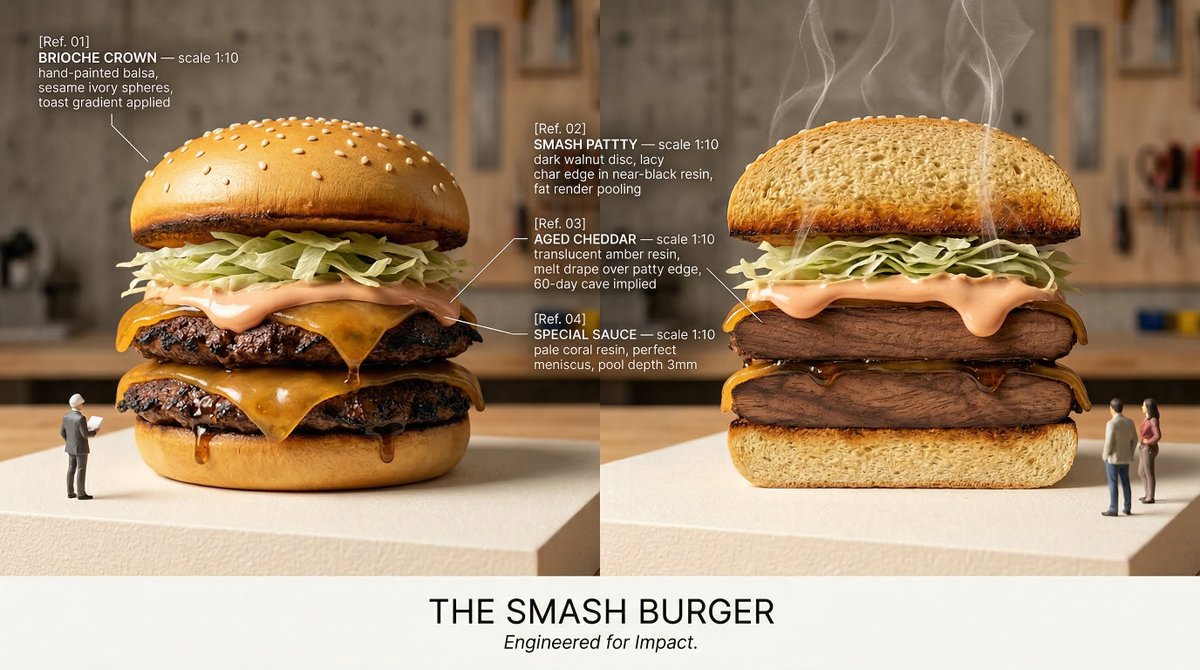 [Ref. 01]
BRIOCHE CROWN — scale 1:10
hand-painted balsa,
sesame ivory spheres,
toast gradient applied
[Ref. 02]
SMASH PATTTY — scale 1:10
dark walnut disc, lacy
char edge in near-black resin,
fat render pooling
[Ref. 03]
AGED CHEDDAR — scale 1:10
translucent amber resin,
melt drape over patty edge,
60-day cave implied
[Ref. 04]
SPECIAL SAUCE — scale 1:10
pale coral resin, perfect
meniscus, pool depth 3mm
THE SMASH BURGER
Engineered for Impact.